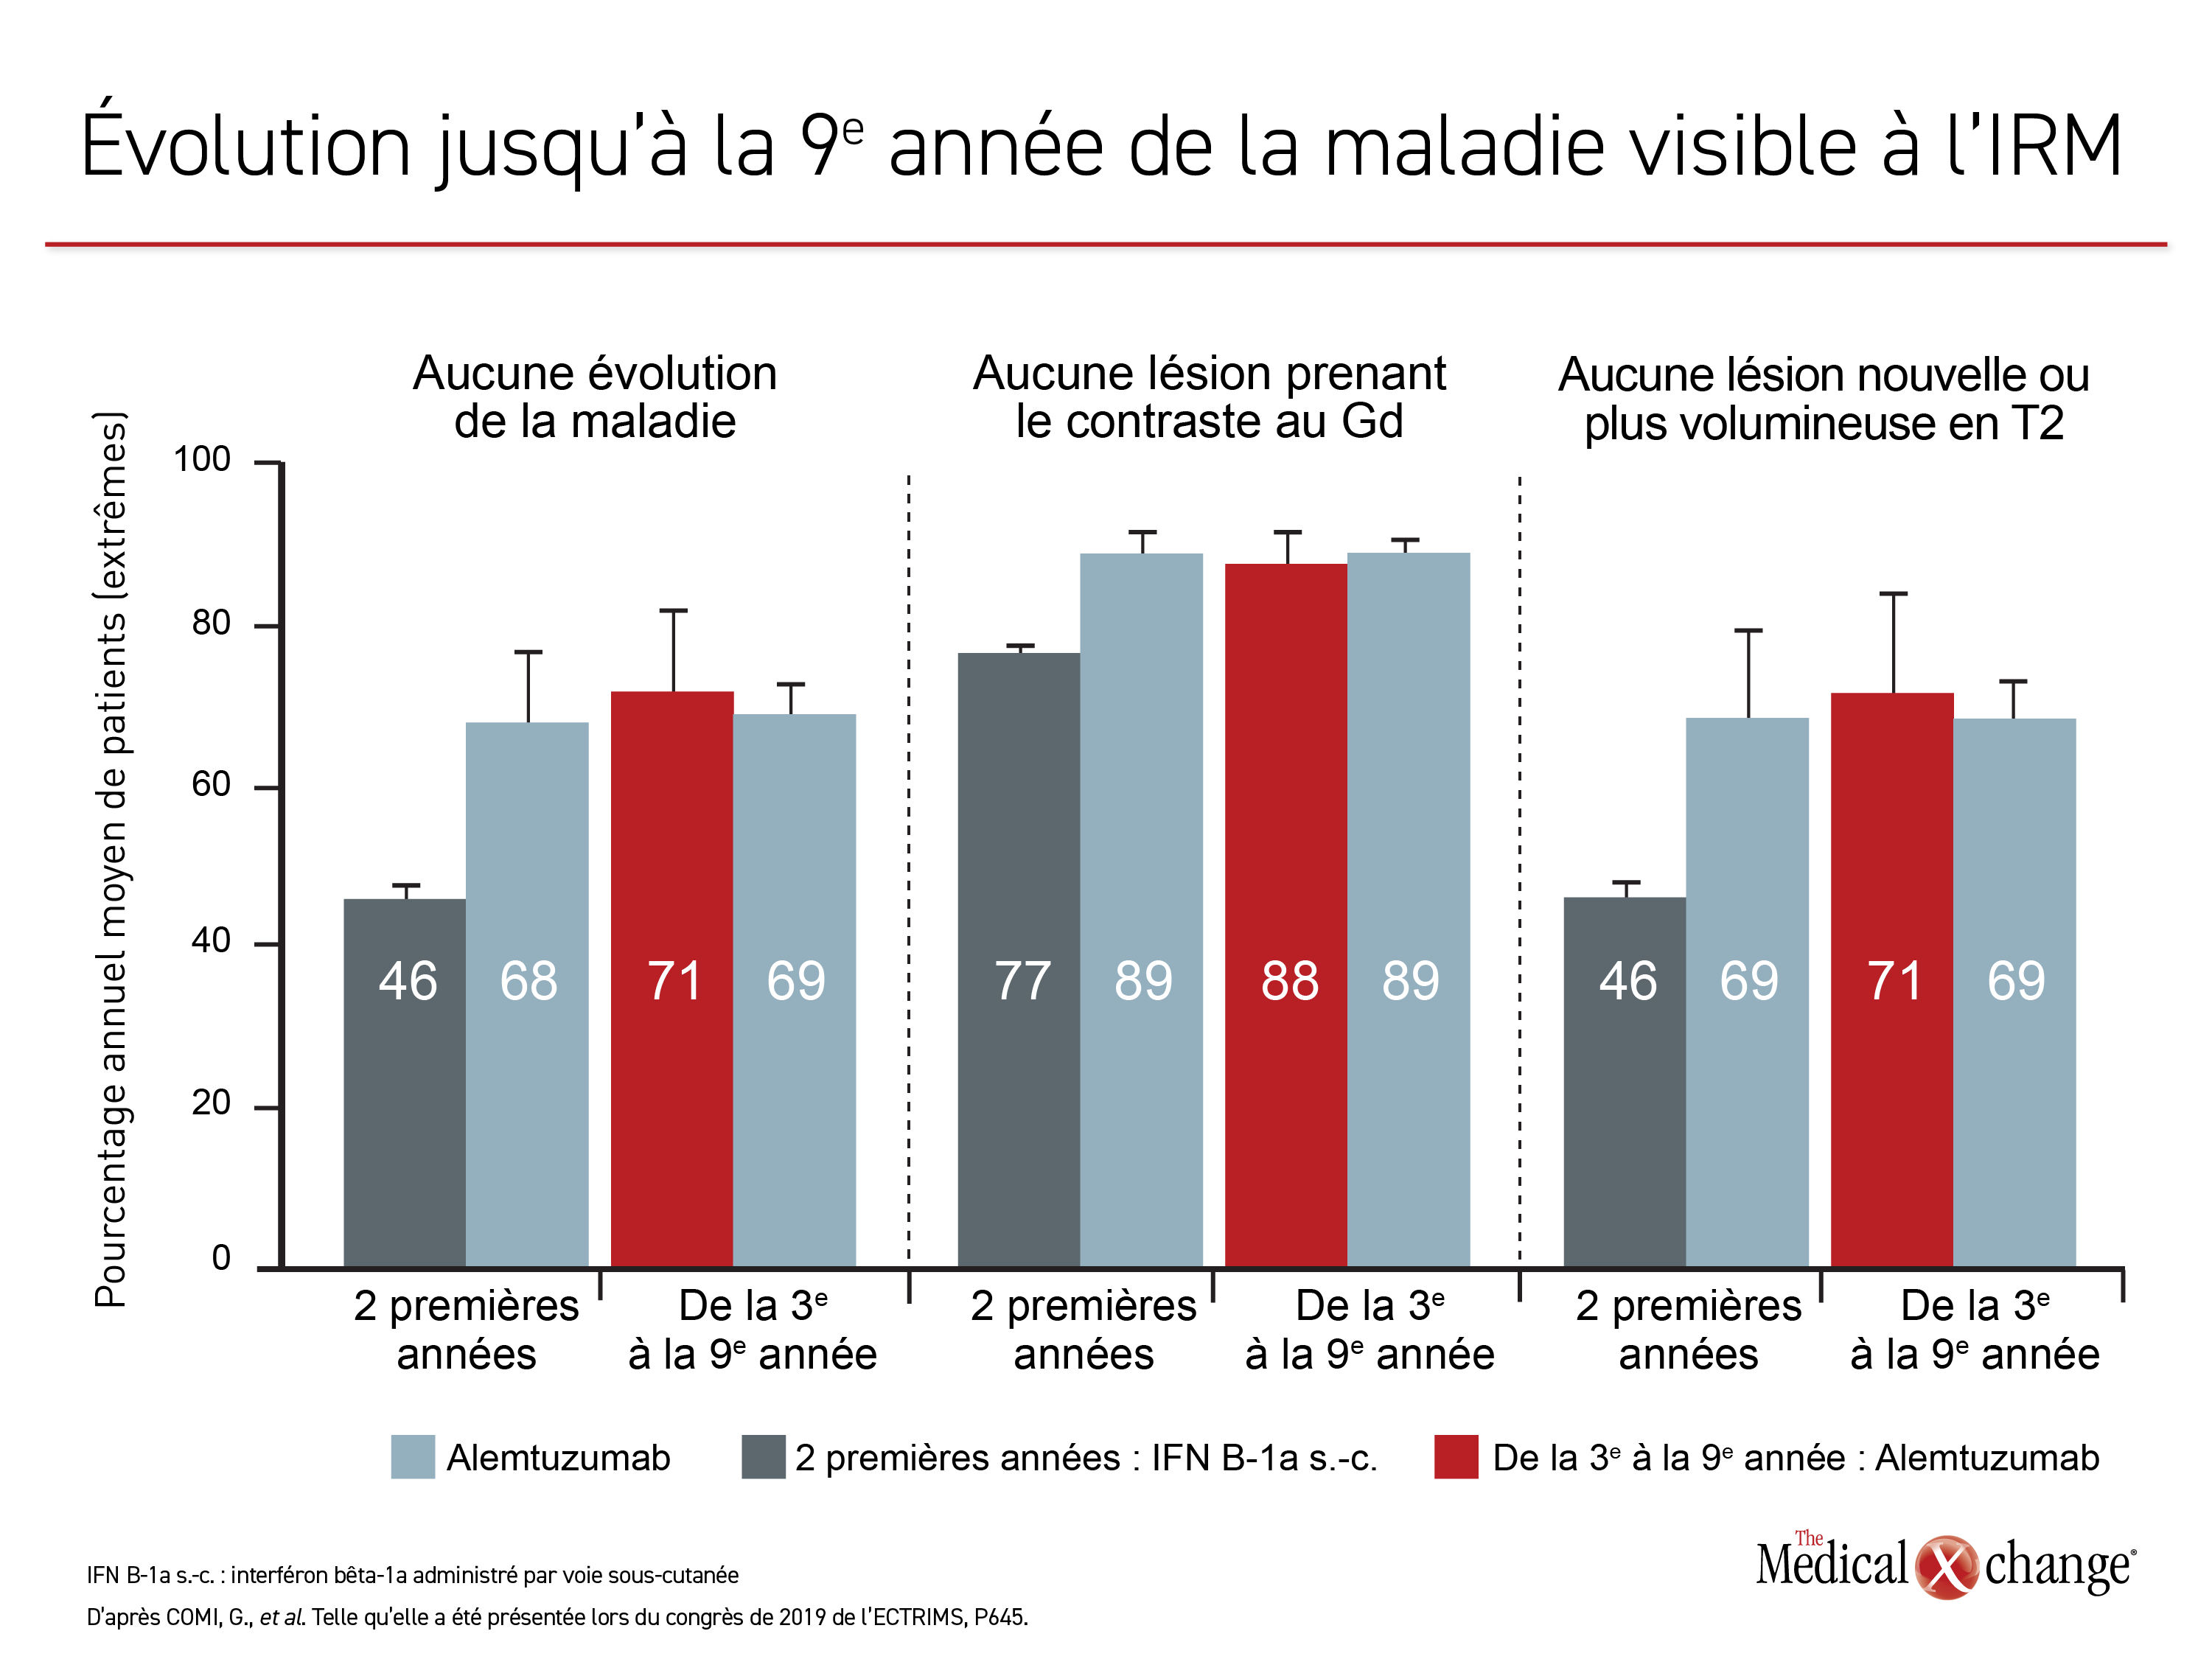 Évolution jusqu’à la 9e année de la maladie visible à l’IRM
Aucune évolution
de la maladie
Aucune lésion prenant
le contraste au Gd
Aucune lésion nouvelle ou
plus volumineuse en T2
Pourcentage annuel moyen de patients (extrêmes)
100
80
60
40
20
0
46 68 71 69
77 89 88 89
46 69 71 69
2 premières
années
De la 3e
à la 9e année
2 premières
années
De la 3e
à la 9e année
2 premières
années
De la 3e
à la 9e année
Alemtuzumab
2 premières années : IFN B-1a s.-c.
De la 3e à la 9e année : Alemtuzumab
IFN B-1a s.-c. : interféron bêta-1a administré par voie sous-cutanée
D’après COMI, G., et al. Telle qu’elle a été présentée lors du congrès de 2019 de l’ECTRIMS, P645.
The
Medical X change®